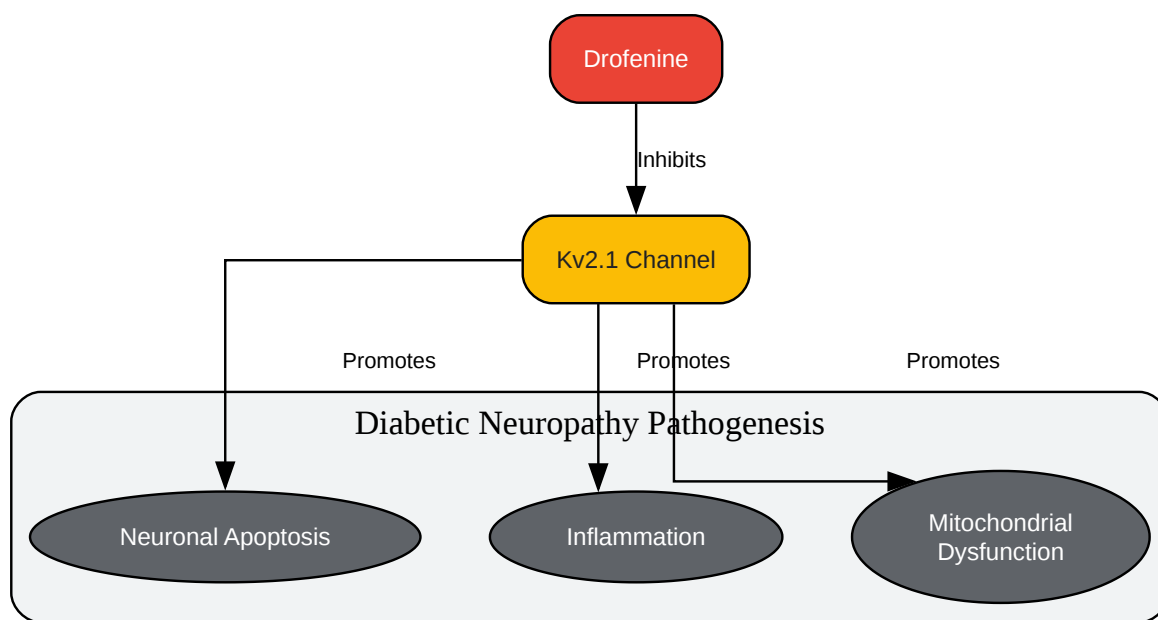 Drofenine
Inhibits
Kv2.1 Channel
Promotes
Promotes
Promotes
Diabetic Neuropathy Pathogenesis
Neuronal Apoptosis
Inflammation
Mitochondrial
Dysfunction